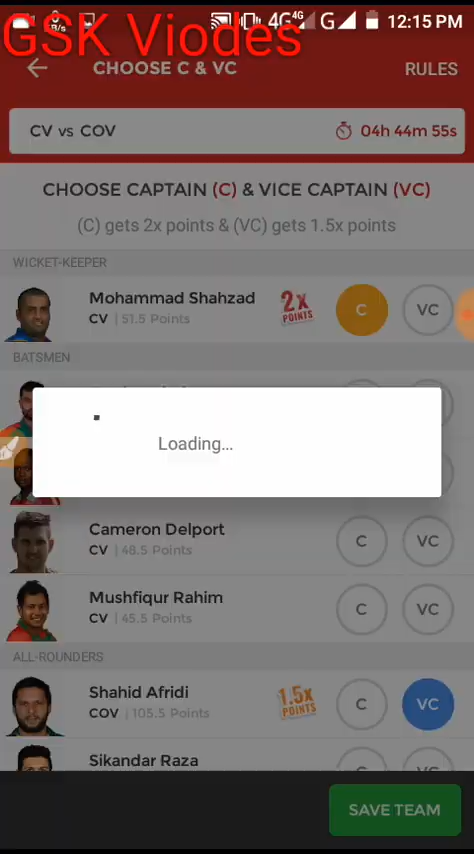 GSK Viodes
4G 4G G 12:15 PM
CHOOSE C & VC
RULES
CV vs COV
04h 44m 55s
CHOOSE CAPTAIN (C) & VICE CAPTAIN (VC)
(C) gets 2x points & (VC) gets 1.5x points
WICKET-KEEPER
Mohammad Shahzad
CV | 51.5 Points
2X POINTS
C
VC
BATSMEN
Loading...
Cameron Delport
CV | 48.5 Points
C
VC
Mushfiqur Rahim
CV | 45.5 Points
C
VC
ALL-ROUNDERS
Shahid Afridi
COV | 105.5 Points
1.5X POINTS
C
VC
Sikandar Raza
SAVE TEAM